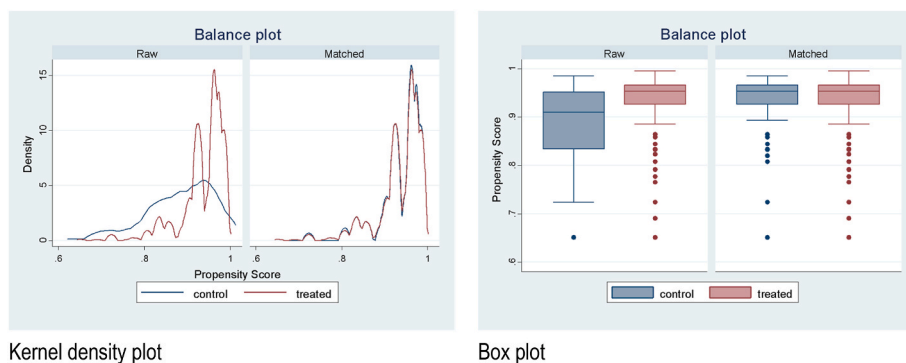 Balance plot
Raw
Matched
15
10
5
0
Density
.6
.8
1
.6
.8
1
Propensity Score
control
treated
Kernel density plot
Balance plot
Raw
Matched
1
.9
.8
.7
.6
Propensity Score
control
treated
Box plot